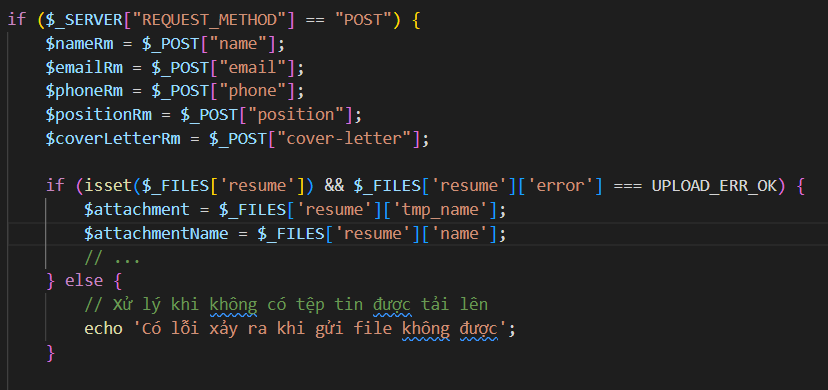 if ($_SERVER["REQUEST_METHOD"] == "POST") {
$nameRm = $_POST["name"];
$emailRm = $_POST["email"];
$phoneRm = $_POST["phone"];
$positionRm = $_POST["position"];
$coverLetterRm = $_POST["cover-letter"];
if (isset($_FILES['resume']) && $_FILES['resume']['error'] === UPLOAD_ERR_OK) {
$attachment = $_FILES['resume']['tmp_name'];
$attachmentName = $_FILES['resume']['name'];
// ...
} else {
// Xử lý khi không có tệp tin được tải lên
echo 'Có lỗi xảy ra khi gửi file không được';
}